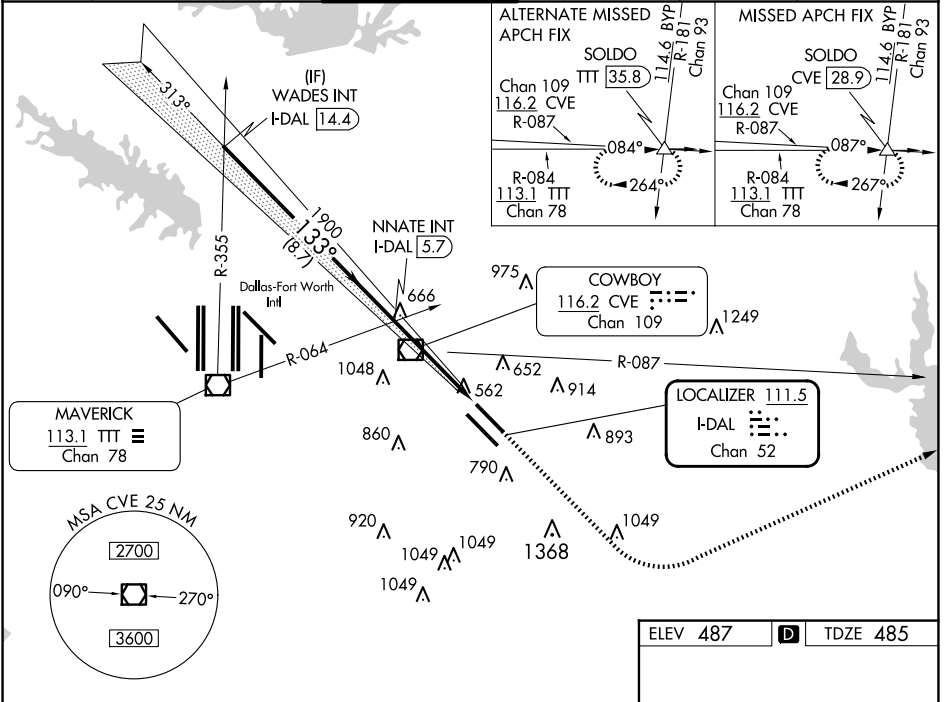 ALTERNATE MISSED
APCH FIX
SOLDO
TTT 35.8
114.6 BYP
R-181
Chan 93
Chan 109
116.2 CVE
R-087
084°
264°
R-084
113.1 TTT
Chan 78
MISSED APCH FIX
SOLDO
CVE 28.9
114.6 BYP
R-181
Chan 93
Chan 109
116.2 CVE
R-087
087°
267°
R-084
113.1 TTT
Chan 78
313°
(IF)
WADES INT
I-DAL 14.4
1900
133°
(8.7)
NNATE INT
I-DAL 5.7
R-355
Dallas-Fort Worth
Intl
R-064
666
975
COWBOY
116.2 CVE
Chan 109
1249
R-087
1048
652
562
914
MAVERICK
113.1 TTT
Chan 78
LOCALIZER 111.5
I-DAL
Chan 52
860
893
790
MSA CVE 25 NM
2700
090°
270°
3600
920
1049
1049
1049
1368
1049
ELEV 487
D
TDZE 485